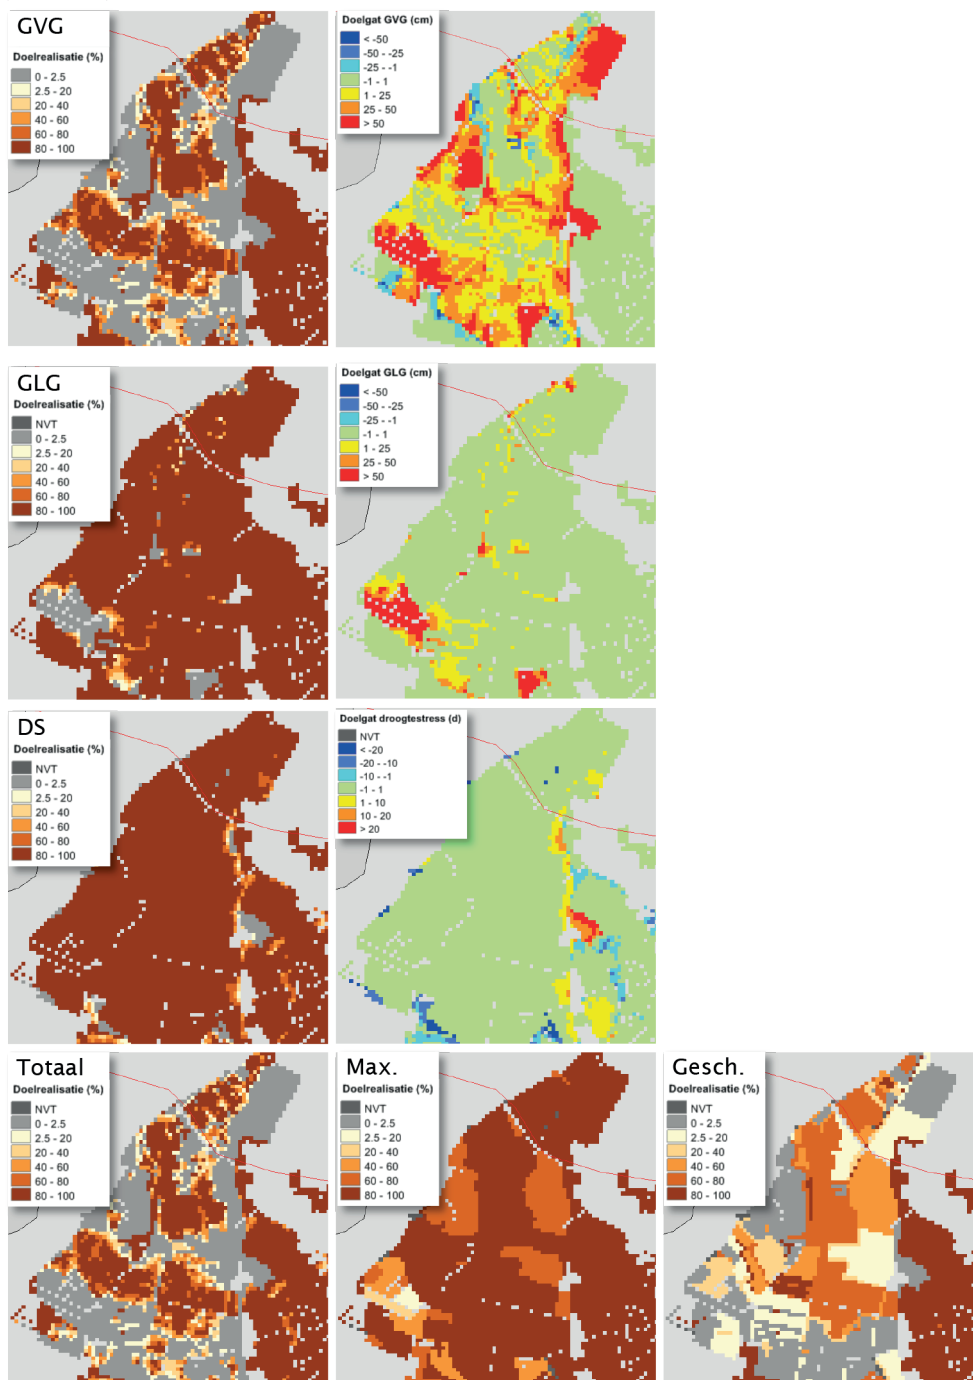 GVG
Doelrealisatie (%)
0 - 2.5
2.5 - 20
20 - 40
40 - 60
60 - 80
80 - 100
Doelgat GVG (cm)
< -50
-50 - -25
-25 - -1
-1 - 1
1 - 25
25 - 50
> 50
GLG
Doelrealisatie (%)
NVT
0 - 2.5
2.5 - 20
20 - 40
40 - 60
60 - 80
80 - 100
Doelgat GLG (cm)
< -50
-50 - -25
-25 - -1
-1 - 1
1 - 25
25 - 50
> 50
DS
Doelrealisatie (%)
NVT
0 - 2.5
2.5 - 20
20 - 40
40 - 60
60 - 80
80 - 100
Doelgat droogtestress (d)
NVT
< -20
-20 - -10
-10 - -1
-1 - 1
1 - 10
10 - 20
> 20
Totaal
Doelrealisatie (%)
NVT
0 - 2.5
2.5 - 20
20 - 40
40 - 60
60 - 80
80 - 100
Max.
Doelrealisatie (%)
NVT
0 - 2.5
2.5 - 20
20 - 40
40 - 60
60 - 80
80 - 100
Gesch.
Doelrealisatie (%)
NVT
0 - 2.5
2.5 - 20
20 - 40
40 - 60
60 - 80
80 - 100